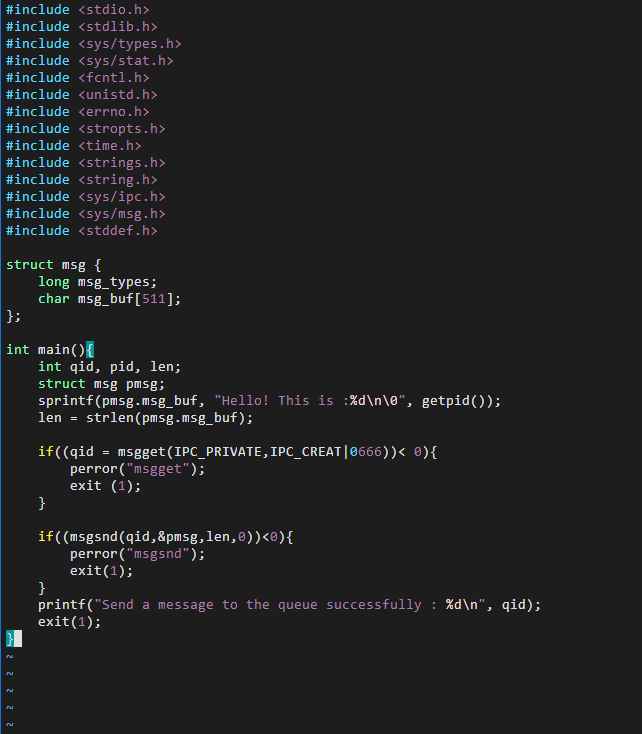 #include <stdio.h>
#include <stdlib.h>
#include <sys/types.h>
#include <sys/stat.h>
#include <fcntl.h>
#include <unistd.h>
#include <errno.h>
#include <stropts.h>
#include <time.h>
#include <strings.h>
#include <string.h>
#include <sys/ipc.h>
#include <sys/msg.h>
#include <stddef.h>

struct msg {
    long msg_types;
    char msg_buf[511];
};

int main(){
    int qid, pid, len;
    struct msg pmsg;
    sprintf(pmsg.msg_buf, "Hello! This is :%d\n\0", getpid());
    len = strlen(pmsg.msg_buf);

    if((qid = msgget(IPC_PRIVATE,IPC_CREAT|0666))< 0){
        perror("msgget");
        exit (1);
    }

    if((msgsnd(qid,&pmsg,len,0))<0){
        perror("msgsnd");
        exit(1);
    }
    printf("Send a message to the queue successfully : %d\n", qid);
    exit(1);
}
~
~
~
~
~